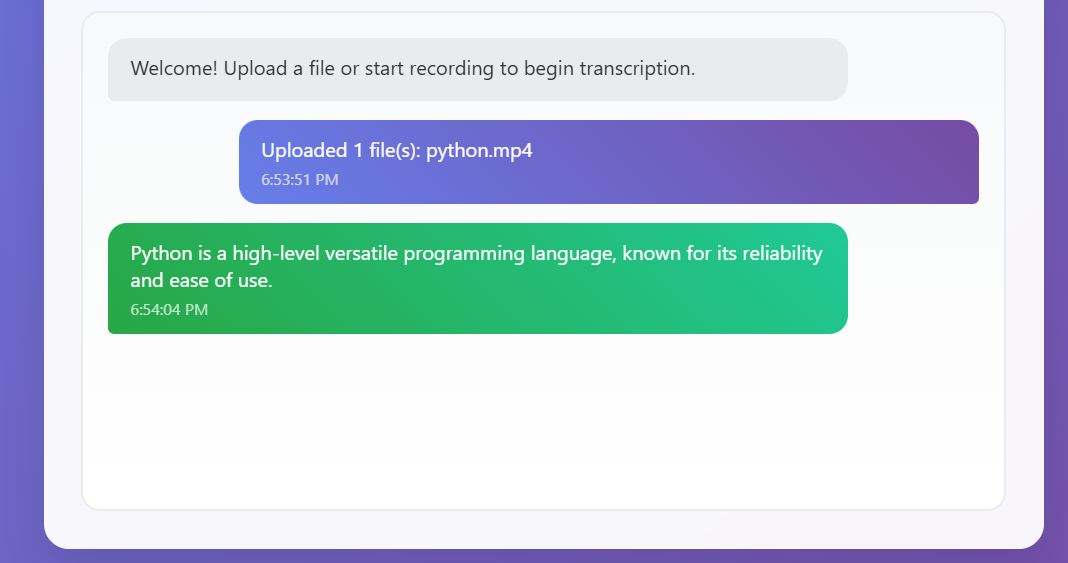 Welcome! Upload a file or start recording to begin transcription.
Uploaded 1 file(s): python.mp4
6:53:51 PM
Python is a high-level versatile programming language, known for its reliability
and ease of use.
6:54:04 PM